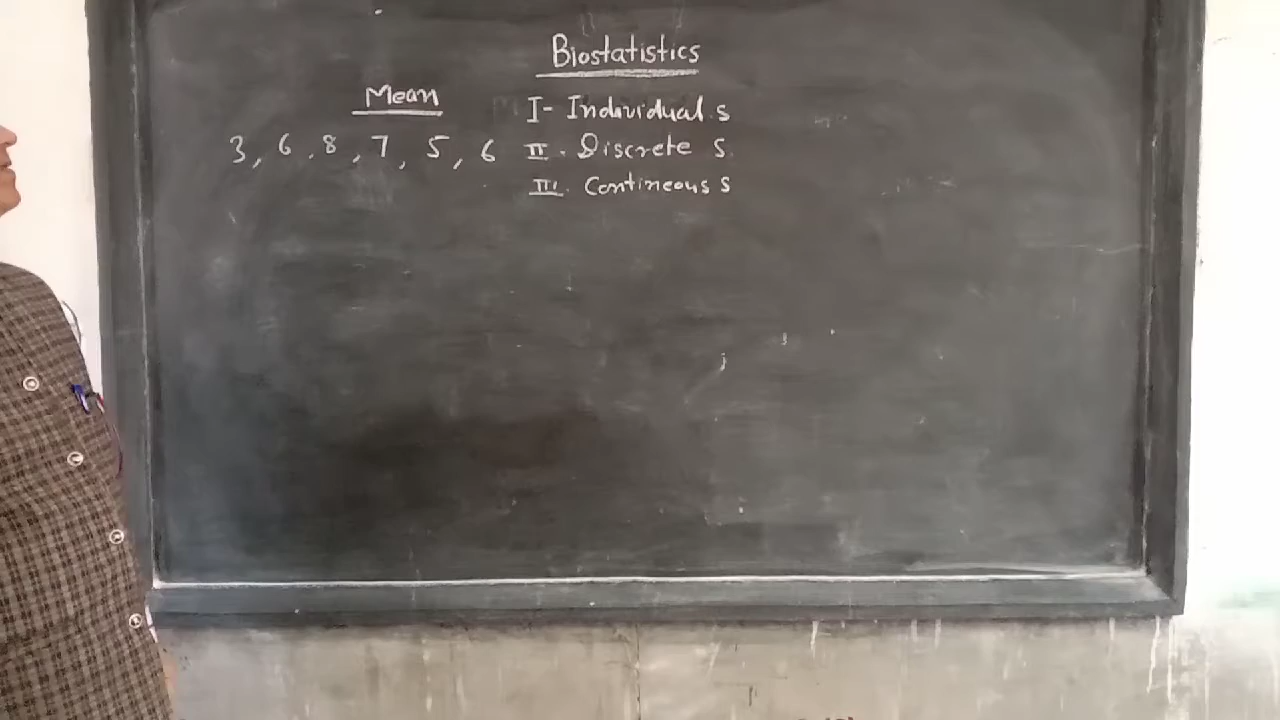 Biostatistics
Mean
I- Individual s
3, 6, 8, 7, 5, 6
II. Discrete s.
III. Contineous s